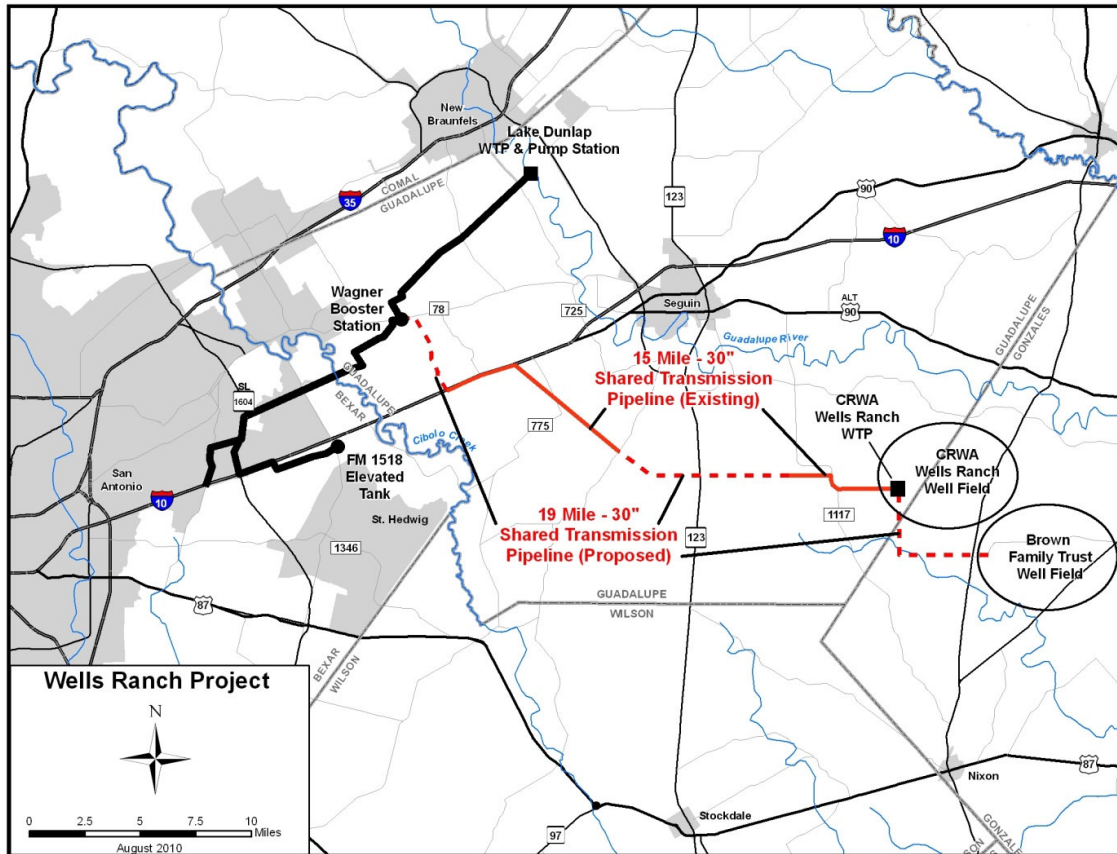 New
Braunfels
Lake Dunlap
WTP & Pump Station
COMAL
GUADALUPE
35
123
90
10
Wagner
Booster
Station
78
725
Seguin
ALT
90
Guadalupe River
GUADALUPE
GONZALES
15 Mile - 30"
Shared Transmission
Pipeline (Existing)
GUADALUPE
BEXAR
SL
1604
775
CRWA
Wells Ranch
WTP
CRWA
Wells Ranch
Well Field
Cibolo Creek
San
Antonio
10
FM 1518
Elevated
Tank
St. Hedwig
1346
19 Mile - 30"
Shared Transmission
Pipeline (Proposed)
123
1117
Brown
Family Trust
Well Field
87
GUADALUPE
WILSON
BEXAR
WILSON
Wells Ranch Project
N
0 2.5 5 7.5 10
Miles
August 2010
97
Stockdale
Nixon
87
GONZALES
WILSON